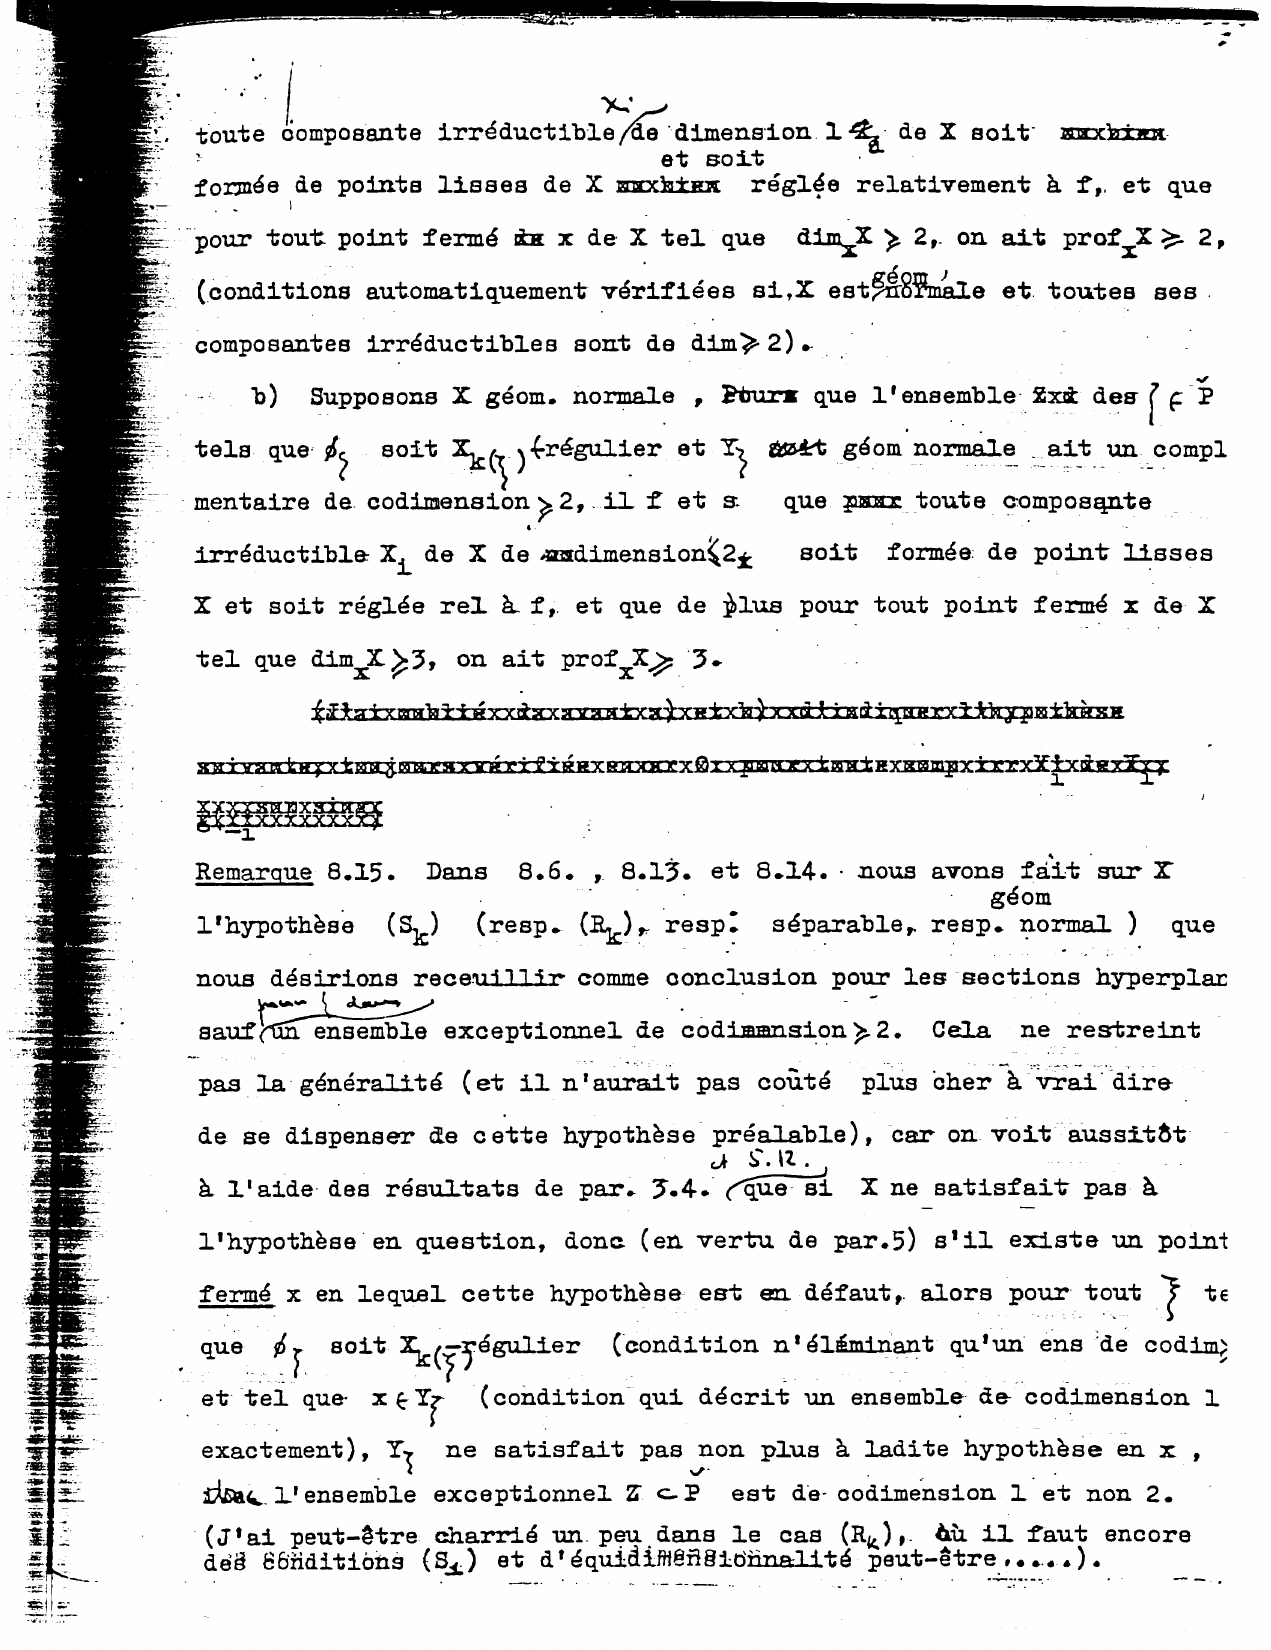 Xi
toute composante irréductible de dimension 1 de X soit
et soit
formée de points lisses de X réglée relativement à f, et que
pour tout point fermé x de X tel que dim_x X ⩾ 2, on ait prof_x X ⩾ 2,
géom
(conditions automatiquement vérifiées si X est normale et toutes ses
composantes irréductibles sont de dim ⩾ 2).
b) Supposons X géom. normale , que l'ensemble des ξ ∈ P̌
tels que ϕ_ξ soit X_k(ξ)-régulier et Y_ξ géom normale ait un compl
mentaire de codimension ⩾ 2, il f et s que toute composante
irréductible X_i de X de dimension ⩽ 2 soit formée de point lisses
X et soit réglée rel à f, et que de plus pour tout point fermé x de X
tel que dim_x X ⩾ 3, on ait prof_x X ⩾ 3.
Remarque 8.15. Dans 8.6. , 8.13. et 8.14. nous avons fait sur X
géom
l'hypothèse (S_k) (resp. (R_k), resp. séparable, resp. normal ) que
nous désirions receuillir comme conclusion pour les sections hyperplan
pour ξ dans
sauf un ensemble exceptionnel de codimension ⩾ 2. Cela ne restreint
pas la généralité (et il n'aurait pas coûté plus cher à vrai dire
de se dispenser de cette hypothèse préalable), car on voit aussitôt
et 5.12.
à l'aide des résultats de par. 3.4. que si X ne satisfait pas à
l'hypothèse en question, donc (en vertu de par.5) s'il existe un point
fermé x en lequel cette hypothèse est en défaut, alors pour tout ξ te
que ϕ_ξ soit X_k(ξ)-régulier (condition n'éliminant qu'un ens de codim⩾
et tel que x ∈ Y_ξ (condition qui décrit un ensemble de codimension 1
exactement), Y_ξ ne satisfait pas non plus à ladite hypothèse en x ,
donc l'ensemble exceptionnel Z ⊂ P̌ est de codimension 1 et non 2.
(J'ai peut-être charrié un peu dans le cas (R_k), où il faut encore
des conditions (S_i) et d'équidimensionnalité peut-être.....).